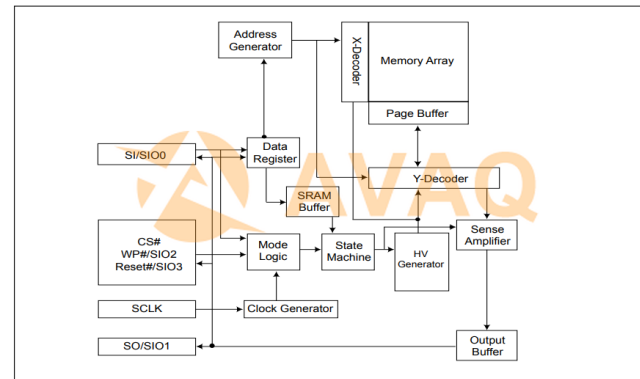 Address
Generator
X-Decoder
Memory Array
Page Buffer
SI/SIO0
Data
Register
Y-Decoder
SRAM
Buffer
AVAQ
CS#
WP#/SIO2
Reset#/SIO3
Mode
Logic
State
Machine
HV
Generator
Sense
Amplifier
SCLK
Clock Generator
SO/SIO1
Output
Buffer